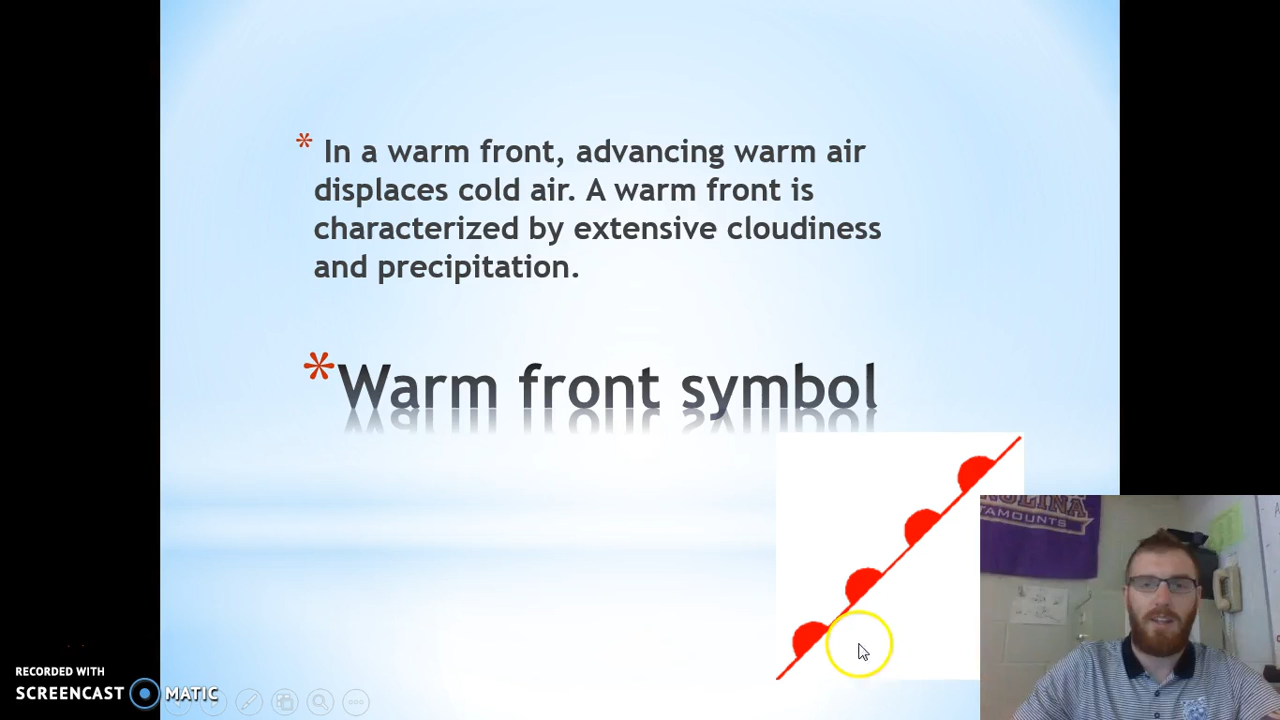 * In a warm front, advancing warm air
displaces cold air. A warm front is
characterized by extensive cloudiness
and precipitation.
*Warm front symbol
TAMOUNTS
RECORDED WITH
SCREENCAST MATIC